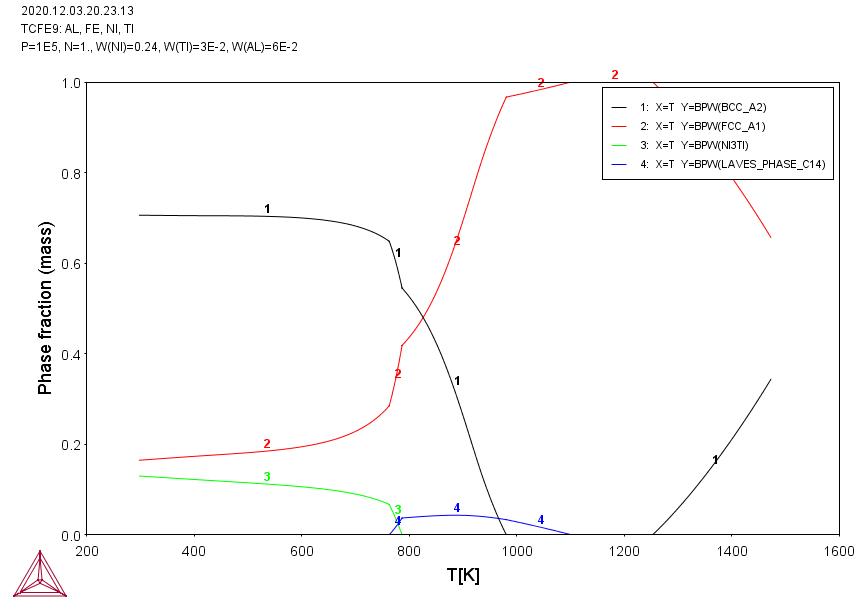 2020.12.03.20.23.13
TCFE9: AL, FE, NI, TI
P=1E5, N=1., W(NI)=0.24, W(TI)=3E-2, W(AL)=6E-2
1: X=T Y=BPW(BCC_A2)
2: X=T Y=BPW(FCC_A1)
3: X=T Y=BPW(NI3TI)
4: X=T Y=BPW(LAVES_PHASE_C14)
Phase fraction (mass)
1.0
0.8
0.6
0.4
0.2
0.0
2 2
1
1
2
2 1
2
3
3
4 4 4
1
200 400 600 800 1000 1200 1400 1600
T[K]